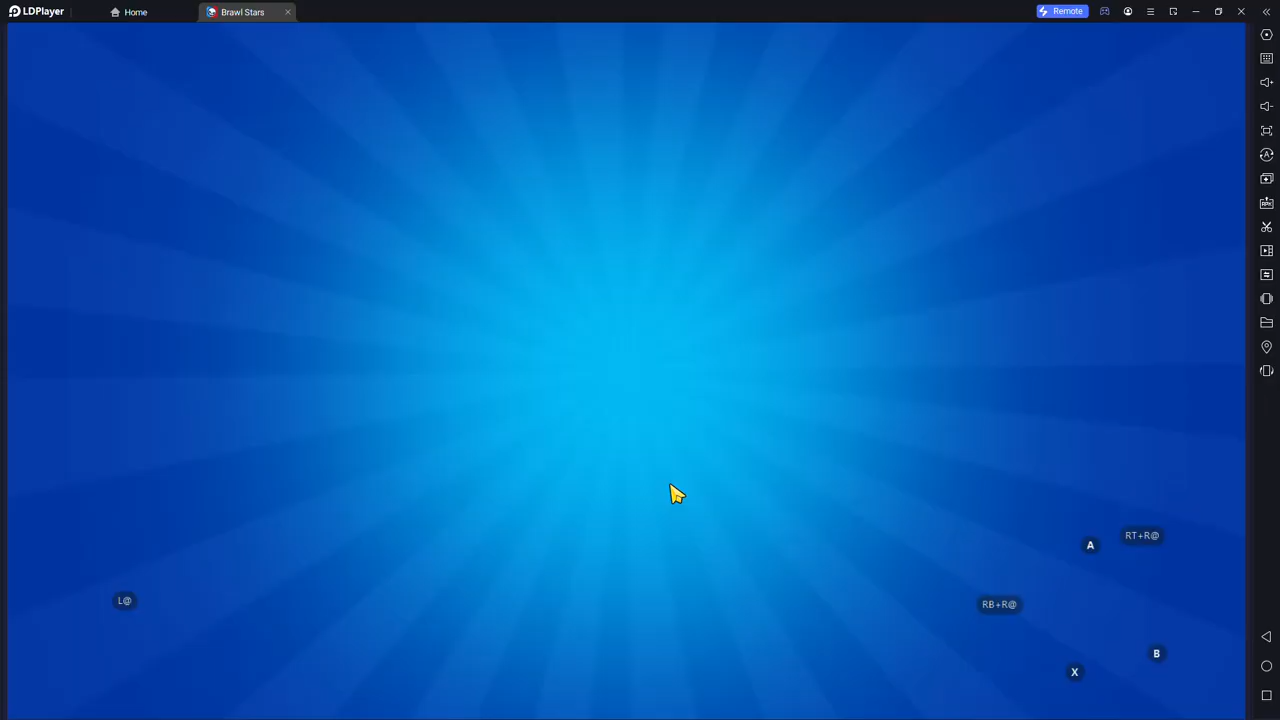 LDPlayer
Home
Brawl Stars
Remote
A
RT+R@
L@
RB+R@
B
X